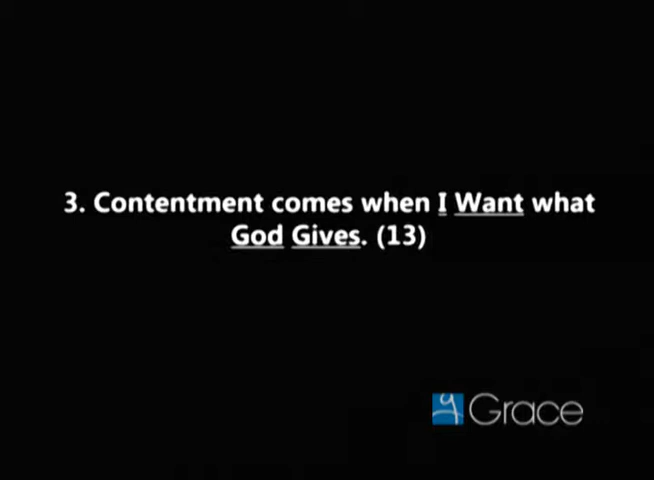 3. Contentment comes when I Want what
God Gives. (13)
Grace